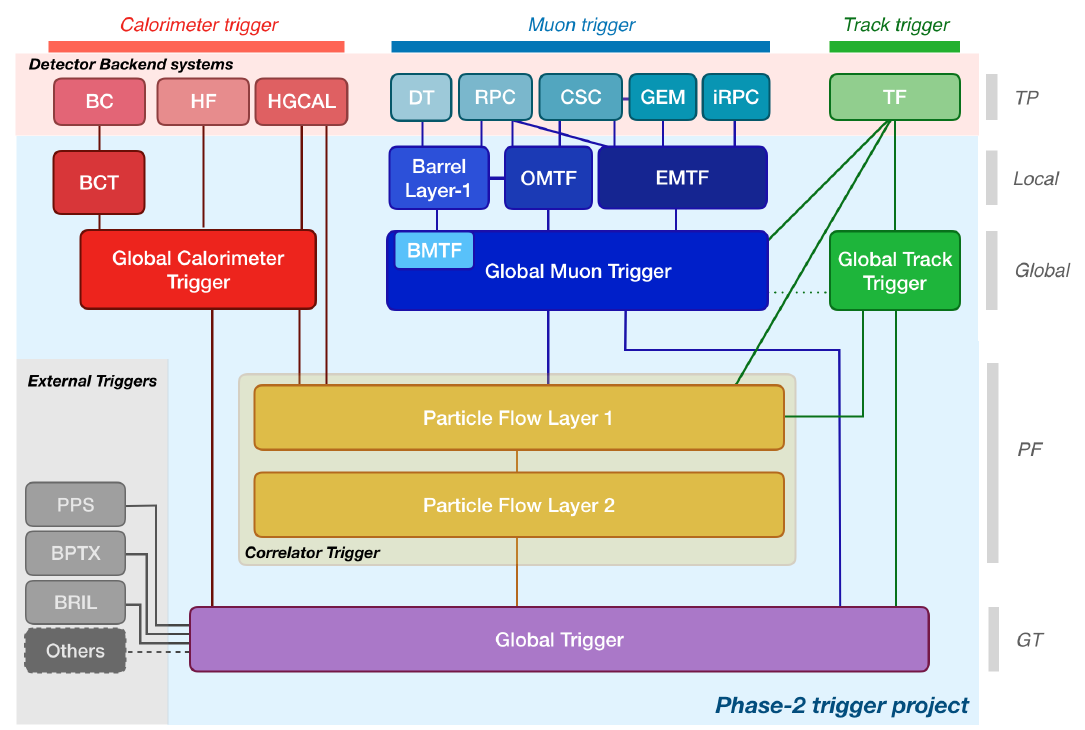 Calorimeter trigger
Muon trigger
Track trigger
Detector Backend systems
BC
HF
HGCAL
DT
RPC
CSC
GEM
iRPC
TF
TP
BCT
Barrel
Layer-1
OMTF
EMTF
Local
Global Calorimeter
Trigger
BMTF
Global Muon Trigger
Global Track
Trigger
Global
External Triggers
Particle Flow Layer 1
PF
Particle Flow Layer 2
Correlator Trigger
PPS
BPTX
BRIL
Others
Global Trigger
GT
Phase-2 trigger project